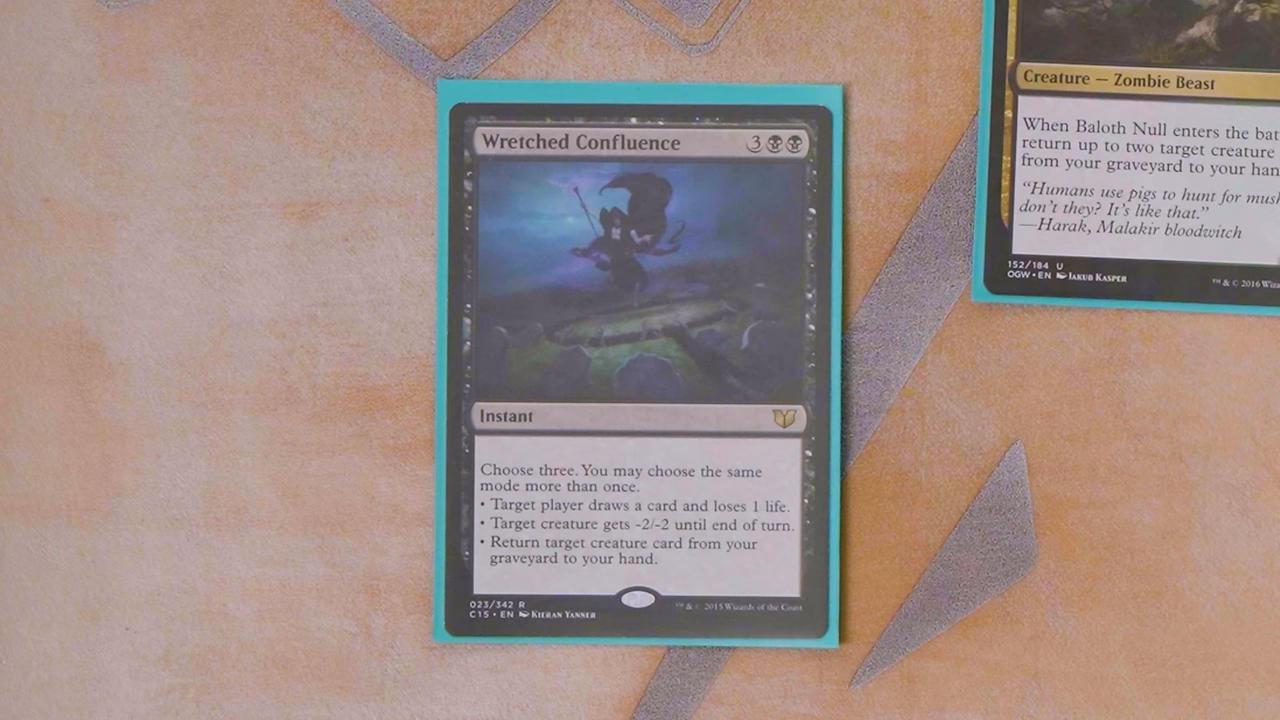 Wretched Confluence 3
Instant
Choose three. You may choose the same
mode more than once.
• Target player draws a card and loses 1 life.
• Target creature gets -2/-2 until end of turn.
• Return target creature card from your
graveyard to your hand.
023/342 R
C15 • EN KIERAN YANNER
™ & © 2015 Wizards of the Coast
Creature — Zombie Beast
When Baloth Null enters the
return up to two target creature
from your graveyard to your
"Humans use pigs to hunt for
don't they? It's like that."
—Harak, Malakir bloodwitch
152/184 U
OGW • EN JAKUB KASPER
™ & © 2016